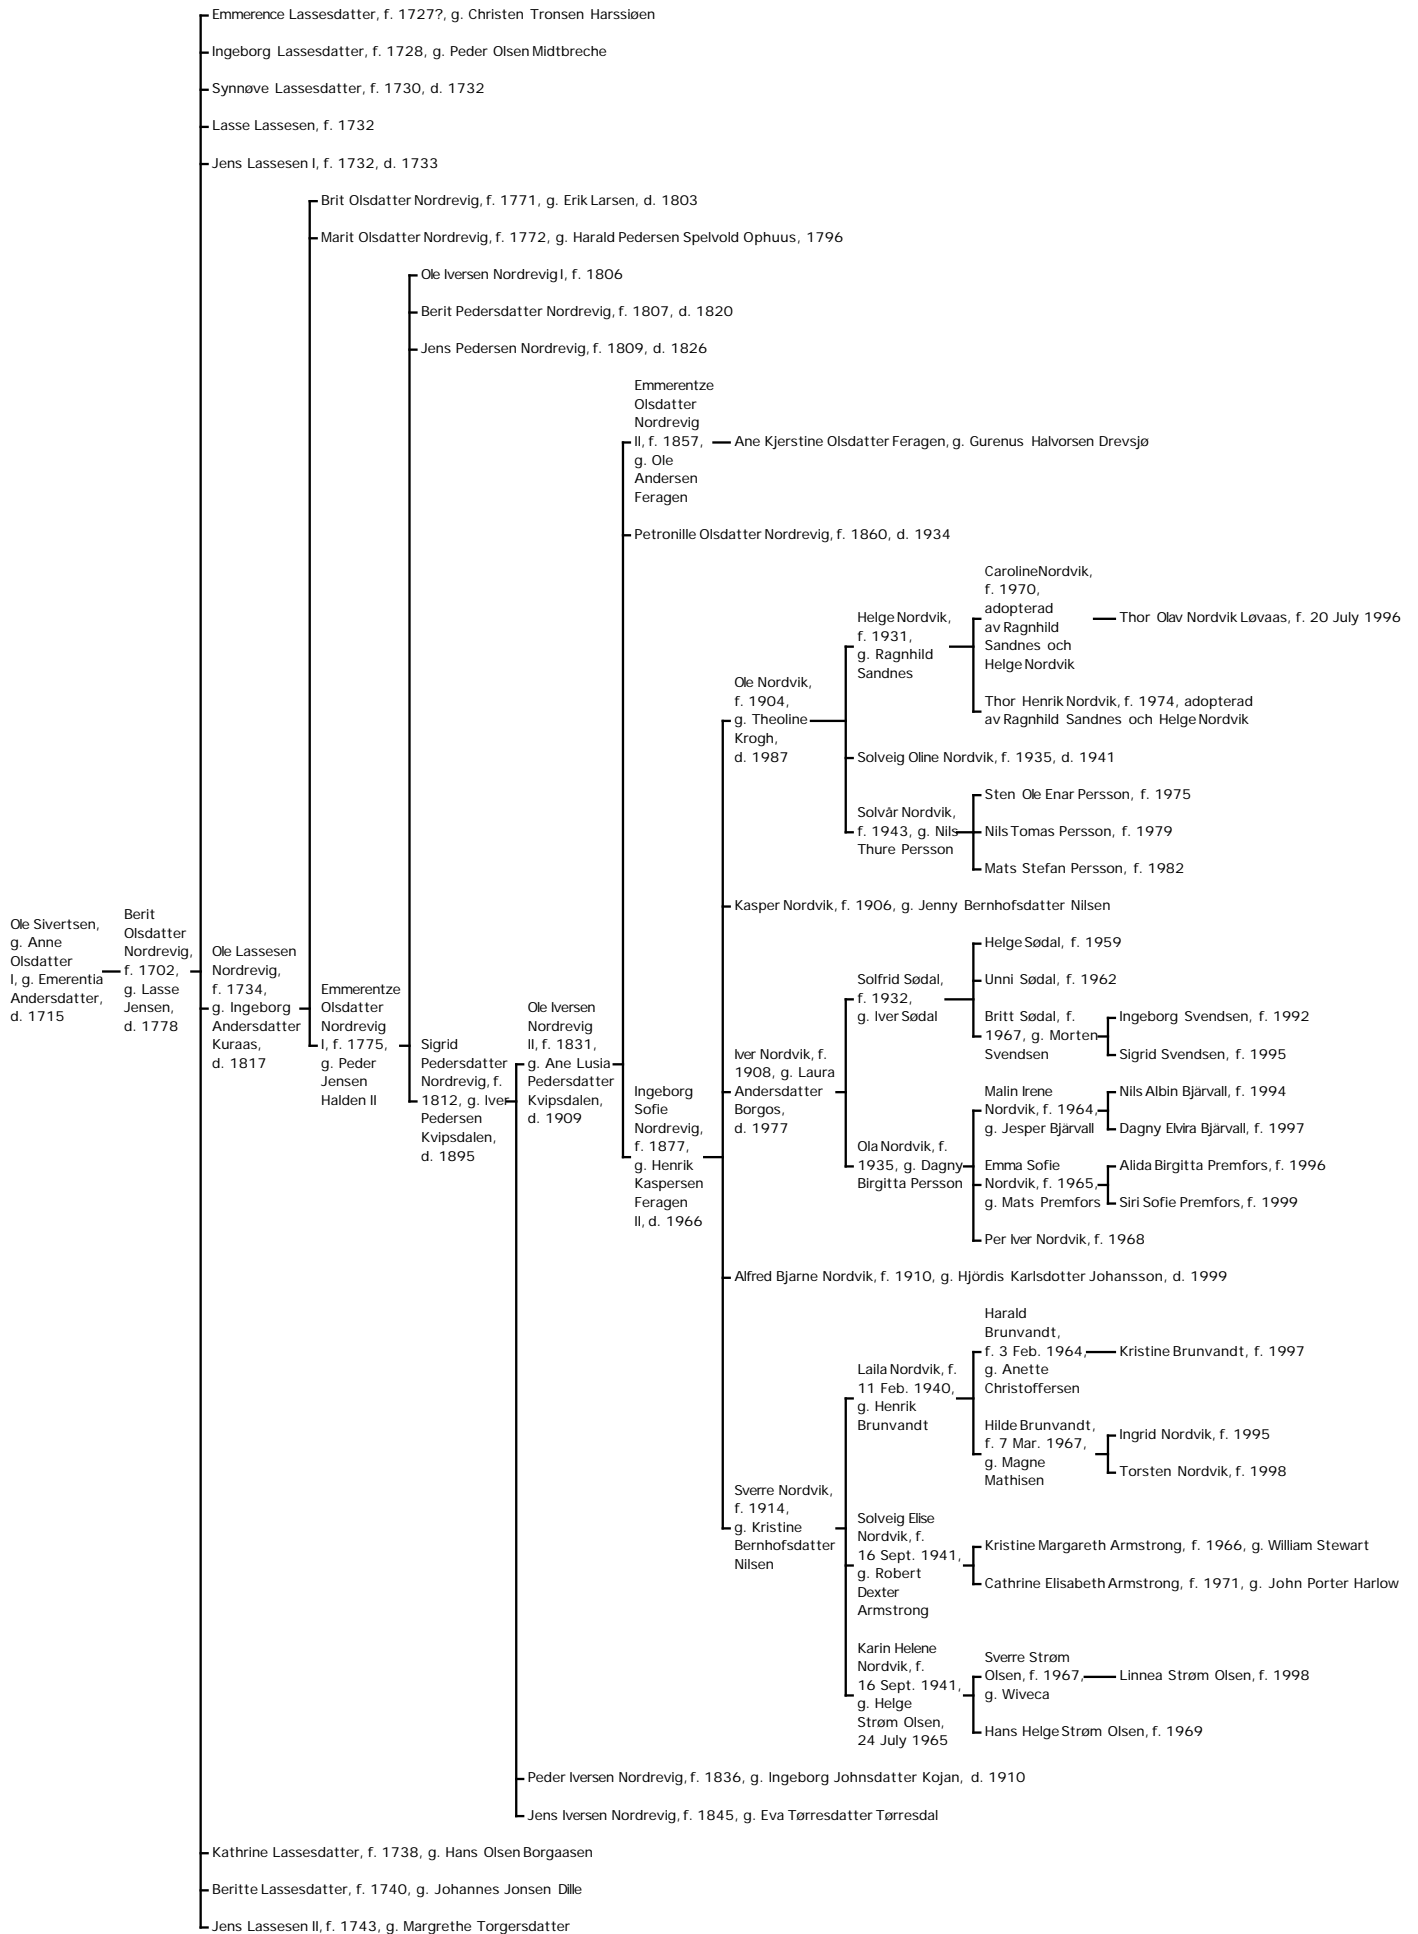 Emmerence Lassesdatter, f. 1727?, g. Christen Tronsen Harssiøen
Ingeborg Lassesdatter, f. 1728, g. Peder Olsen Midtbreche
Synnøve Lassesdatter, f. 1730, d. 1732
Lasse Lassesen, f. 1732
Jens Lassesen I, f. 1732, d. 1733
Brit Olsdatter Nordrevig, f. 1771, g. Erik Larsen, d. 1803
Marit Olsdatter Nordrevig, f. 1772, g. Harald Pedersen Spelvold Ophuus, 1796
Ole Iversen Nordrevig I, f. 1806
Berit Pedersdatter Nordrevig, f. 1807, d. 1820
Jens Pedersen Nordrevig, f. 1809, d. 1826
Emmerentze
Olsdatter
Nordrevig
II, f. 1857,
g. Ole
Andersen
Feragen
Ane Kjerstine Olsdatter Feragen, g. Gurenus Halvorsen Drevsjø
Petronille Olsdatter Nordrevig, f. 1860, d. 1934
Caroline Nordvik,
f. 1970,
adopterad
av Ragnhild
Sandnes och
Helge Nordvik
Thor Olav Nordvik Løvaas, f. 20 July 1996
Helge Nordvik,
f. 1931,
g. Ragnhild
Sandnes
Thor Henrik Nordvik, f. 1974, adopterad
av Ragnhild Sandnes och Helge Nordvik
Ole Nordvik,
f. 1904,
g. Theoline
Krogh,
d. 1987
Solveig Oline Nordvik, f. 1935, d. 1941
Sten Ole Enar Persson, f. 1975
Solvår Nordvik,
f. 1943, g. Nils
Thure Persson
Nils Tomas Persson, f. 1979
Mats Stefan Persson, f. 1982
Kasper Nordvik, f. 1906, g. Jenny Bernhofsdatter Nilsen
Ole Sivertsen,
g. Anne
Olsdatter
I, g. Emerentia
Andersdatter,
d. 1715
Berit
Olsdatter
Nordrevig,
f. 1702,
g. Lasse
Jensen,
d. 1778
Ole Lassesen
Nordrevig,
f. 1734,
g. Ingeborg
Andersdatter
Kuraas,
d. 1817
Emmerentze
Olsdatter
Nordrevig
I, f. 1775,
g. Peder
Jensen
Halden II
Sigrid
Pedersdatter
Nordrevig, f.
1812, g. Iver
Pedersen
Kvipsdalen,
d. 1895
Ole Iversen
Nordrevig
II, f. 1831,
g. Ane Lusia
Pedersdatter
Kvipsdalen,
d. 1909
Ingeborg
Sofie
Nordrevig,
f. 1877,
g. Henrik
Kaspersen
Feragen
II, d. 1966
Iver Nordvik, f.
1908, g. Laura
Andersdatter
Borgos,
d. 1977
Solfrid Sødal,
f. 1932,
g. Iver Sødal
Helge Sødal, f. 1959
Unni Sødal, f. 1962
Britt Sødal, f.
1967, g. Morten
Svendsen
Ingeborg Svendsen, f. 1992
Sigrid Svendsen, f. 1995
Ola Nordvik, f.
1935, g. Dagny
Birgitta Persson
Malin Irene
Nordvik, f. 1964,
g. Jesper Bjärvall
Nils Albin Bjärvall, f. 1994
Dagny Elvira Bjärvall, f. 1997
Emma Sofie
Nordvik, f. 1965,
g. Mats Premfors
Alida Birgitta Premfors, f. 1996
Siri Sofie Premfors, f. 1999
Per Iver Nordvik, f. 1968
Alfred Bjarne Nordvik, f. 1910, g. Hjördis Karlsdotter Johansson, d. 1999
Sverre Nordvik,
f. 1914,
g. Kristine
Bernhofsdatter
Nilsen
Laila Nordvik, f.
11 Feb. 1940,
g. Henrik
Brunvandt
Harald
Brunvandt,
f. 3 Feb. 1964,
g. Anette
Christoffersen
Kristine Brunvandt, f. 1997
Hilde Brunvandt,
f. 7 Mar. 1967,
g. Magne
Mathisen
Ingrid Nordvik, f. 1995
Torsten Nordvik, f. 1998
Solveig Elise
Nordvik, f.
16 Sept. 1941,
g. Robert
Dexter
Armstrong
Kristine Margareth Armstrong, f. 1966, g. William Stewart
Cathrine Elisabeth Armstrong, f. 1971, g. John Porter Harlow
Karin Helene
Nordvik, f.
16 Sept. 1941,
g. Helge
Strøm Olsen,
24 July 1965
Sverre Strøm
Olsen, f. 1967,
g. Wiveca
Linnea Strøm Olsen, f. 1998
Hans Helge Strøm Olsen, f. 1969
Peder Iversen Nordrevig, f. 1836, g. Ingeborg Johnsdatter Kojan, d. 1910
Jens Iversen Nordrevig, f. 1845, g. Eva Tørresdatter Tørresdal
Kathrine Lassesdatter, f. 1738, g. Hans Olsen Borgaasen
Beritte Lassesdatter, f. 1740, g. Johannes Jonsen Dille
Jens Lassesen II, f. 1743, g. Margrethe Torgersdatter